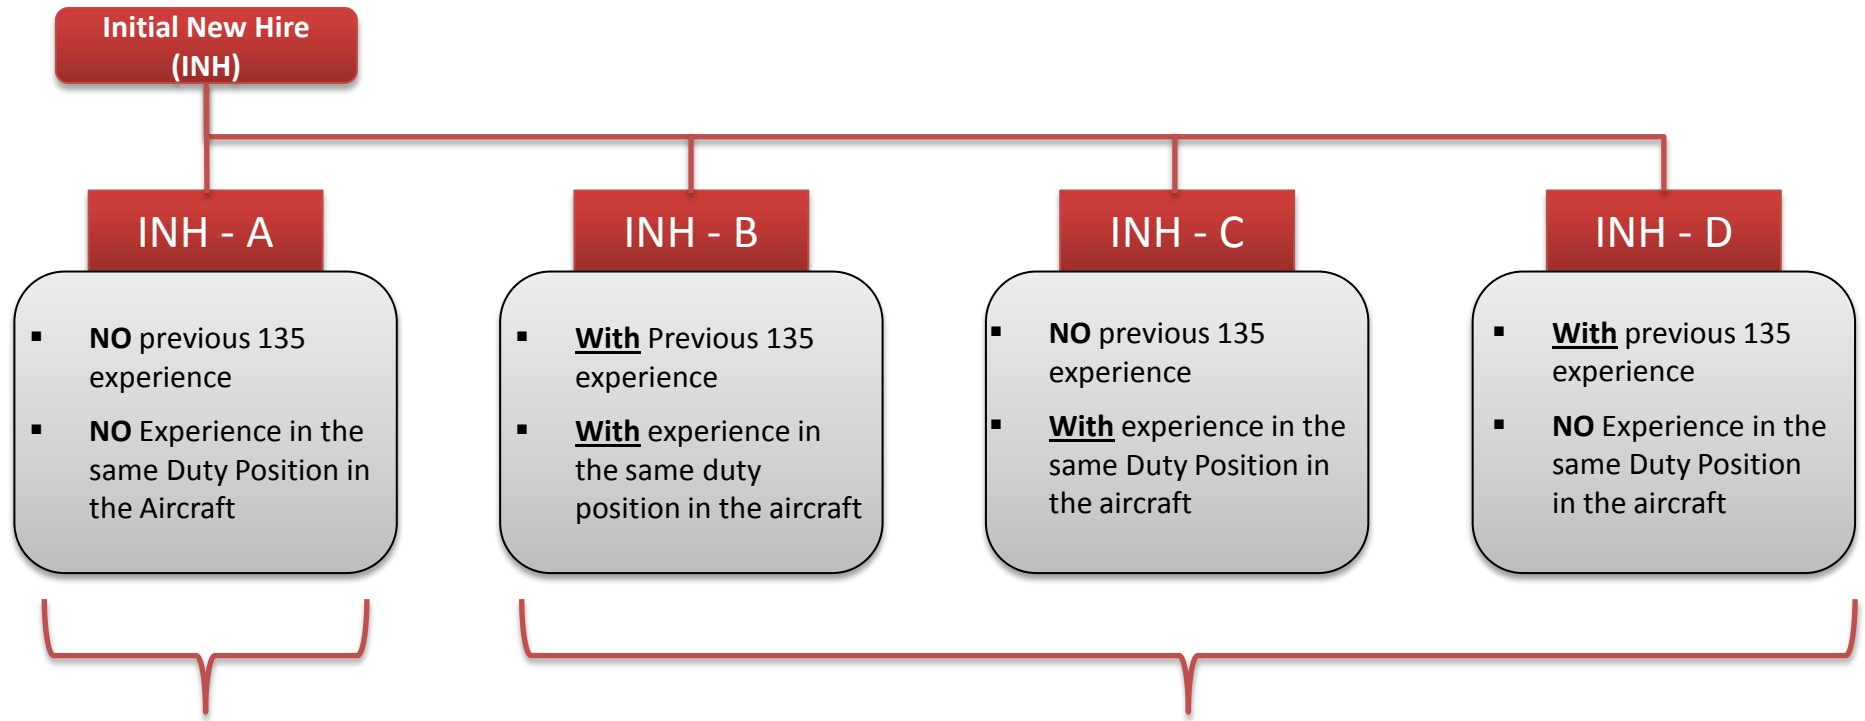 Initial New Hire
(INH)
INH - A
▪ NO previous 135
experience
▪ NO Experience in the
same Duty Position in
the Aircraft
INH - B
▪ With Previous 135
experience
▪ With experience in
the same duty
position in the aircraft
INH - C
▪ NO previous 135
experience
▪ With experience in the
same Duty Position in
the aircraft
INH - D
▪ With previous 135
experience
▪ NO Experience in the
same Duty Position
in the aircraft